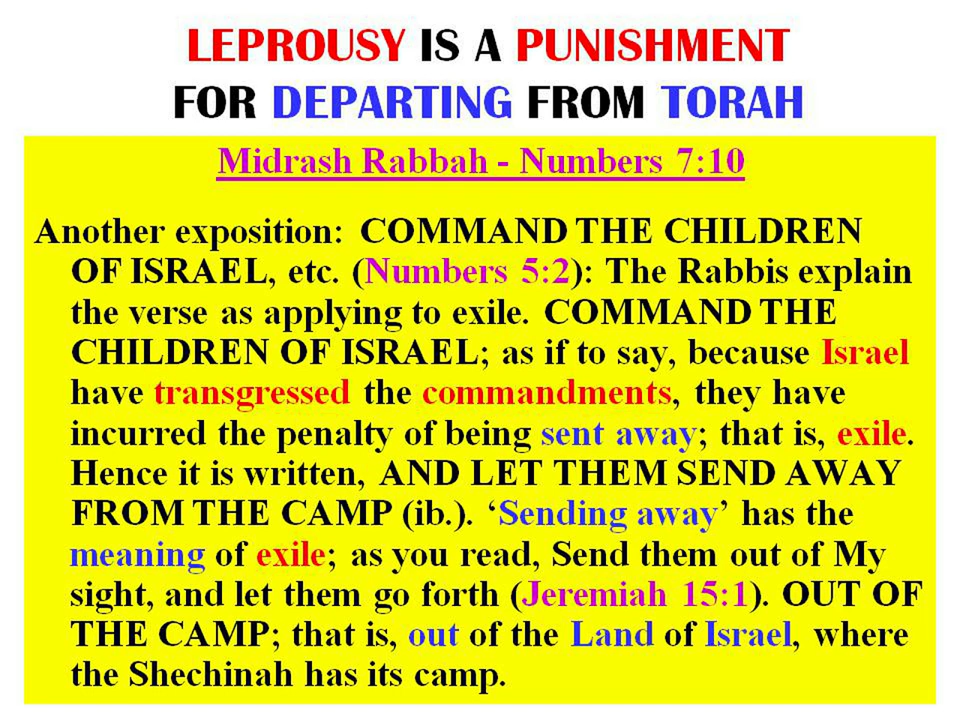 LEPROUSY IS A PUNISHMENT
FOR DEPARTING FROM TORAH
Midrash Rabbah - Numbers 7:10
Another exposition: COMMAND THE CHILDREN
OF ISRAEL, etc. (Numbers 5:2): The Rabbis explain
the verse as applying to exile. COMMAND THE
CHILDREN OF ISRAEL; as if to say, because Israel
have transgressed the commandments, they have
incurred the penalty of being sent away; that is, exile.
Hence it is written, AND LET THEM SEND AWAY
FROM THE CAMP (ib.). ‘Sending away’ has the
meaning of exile; as you read, Send them out of My
sight, and let them go forth (Jeremiah 15:1). OUT OF
THE CAMP; that is, out of the Land of Israel, where
the Shechinah has its camp.